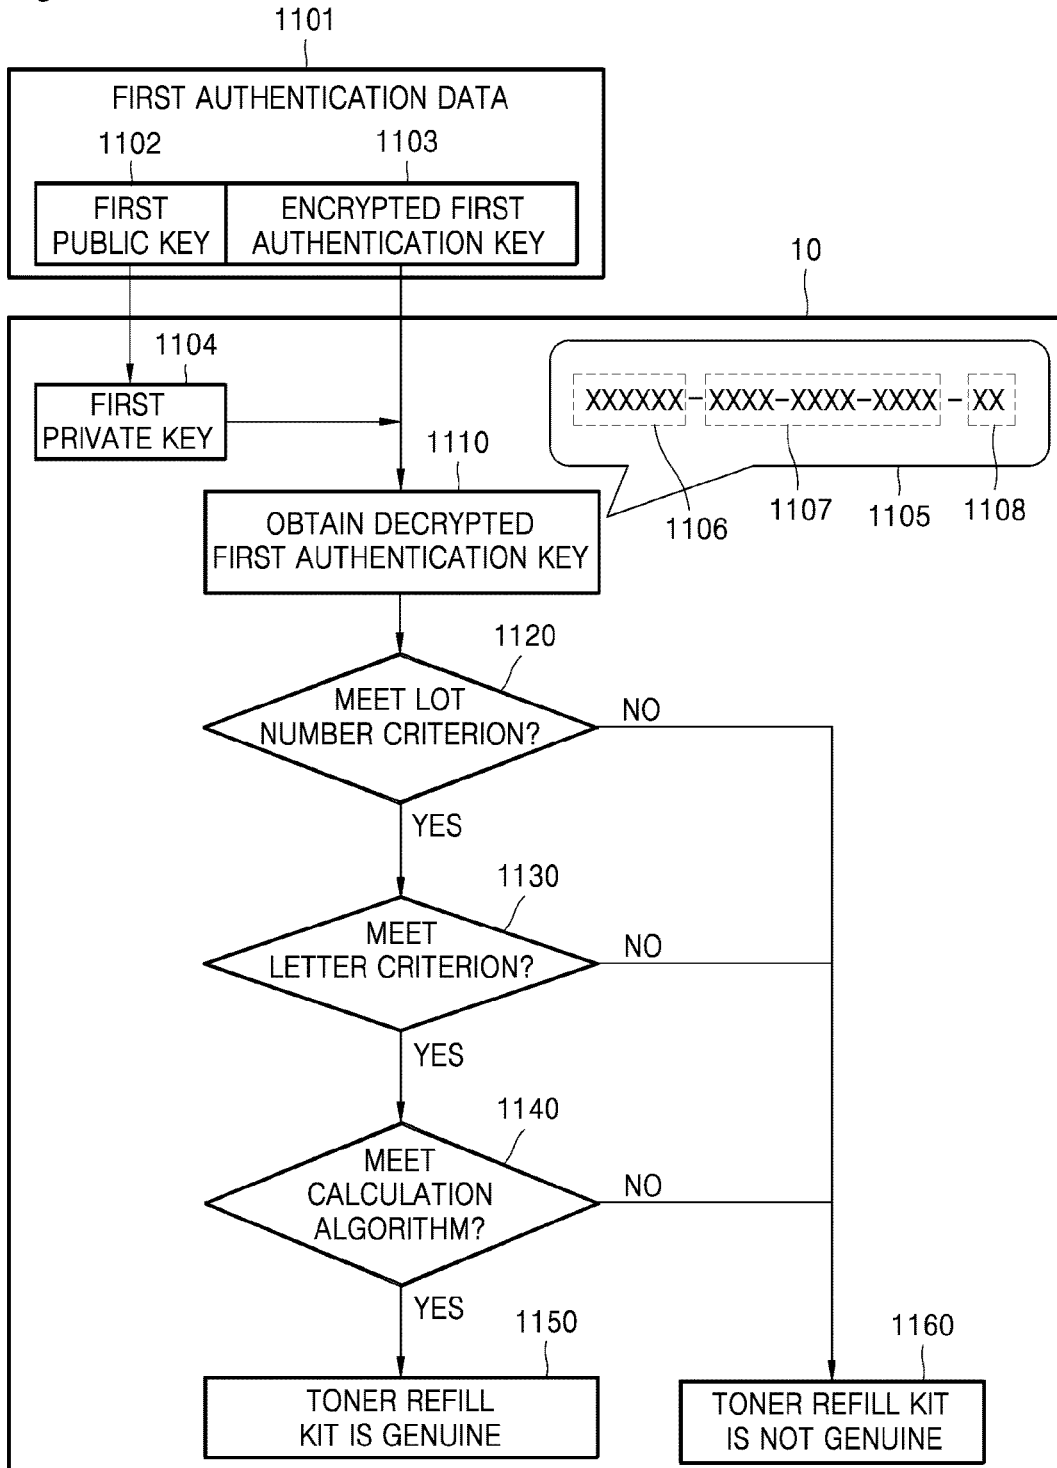 1101
FIRST AUTHENTICATION DATA
1102
1103
FIRST
PUBLIC KEY
ENCRYPTED FIRST
AUTHENTICATION KEY
10
1104
FIRST
PRIVATE KEY
XXXXXX-XXXX-XXXX-XXXX-XX
1106
1107
1105
1108
1110
OBTAIN DECRYPTED
FIRST AUTHENTICATION KEY
1120
MEET LOT
NUMBER CRITERION?
NO
YES
1130
MEET
LETTER CRITERION?
NO
YES
1140
MEET
CALCULATION
ALGORITHM?
NO
YES
1150
TONER REFILL
KIT IS GENUINE
1160
TONER REFILL KIT
IS NOT GENUINE